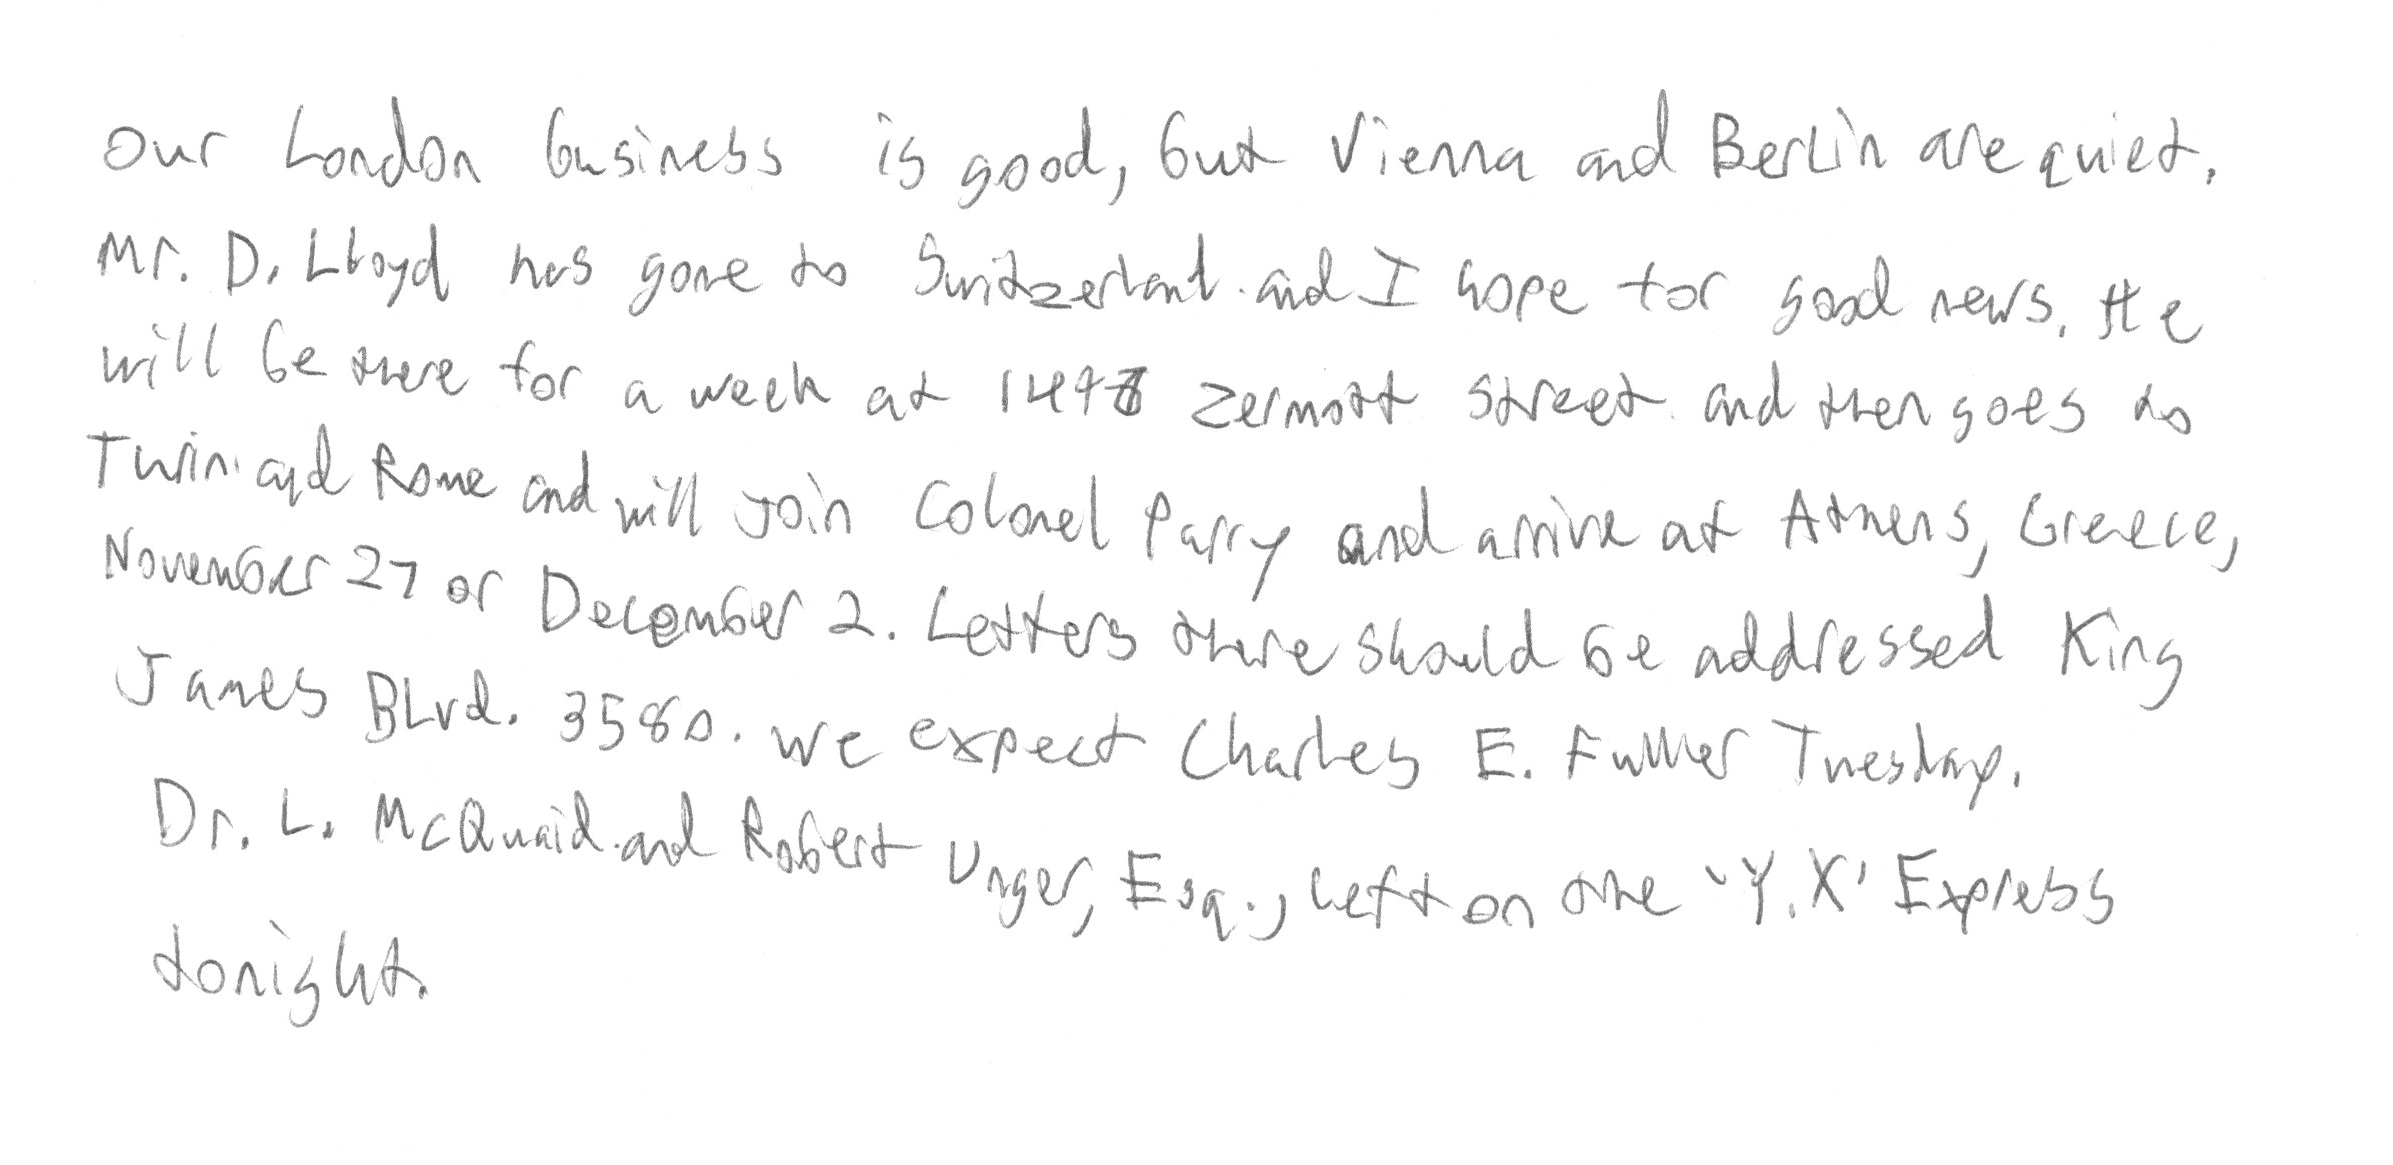 Our London business is good, but Vienna and Berlin are quiet.
Mr. D. Lloyd has gone to Switzerland and I hope for good news. He
will be there for a week at 1496 Zermott Street and then goes to
Turin and Rome and will join Colonel Parry and arrive at Athens, Greece,
November 27 or December 2. Letters there should be addressed King
James Blvd. 3580. We expect Charles E. Fuller Tuesday.
Dr. L. McQuaid and Robert Unger, Esq., left on the 'Y.X' Express
tonight.